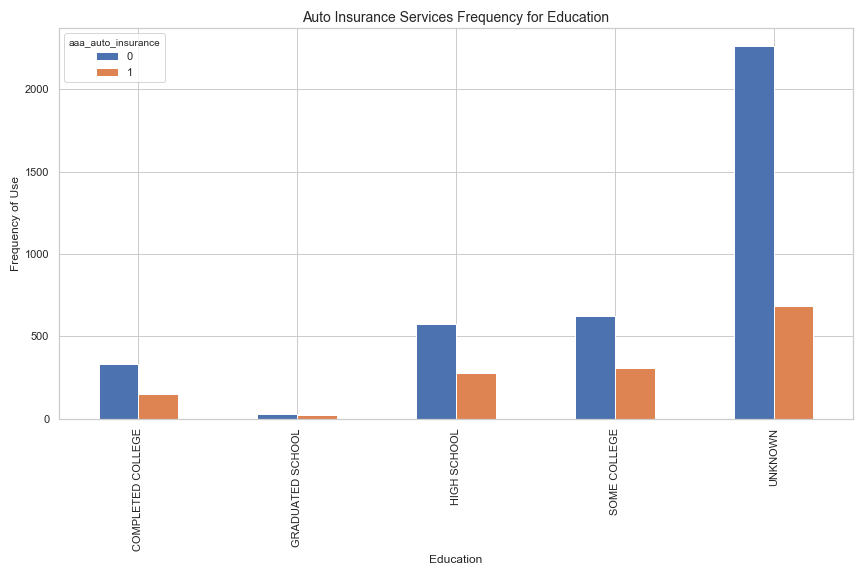 Auto Insurance Services Frequency for Education
aaa_auto_insurance
0
1
Frequency of Use
2000
1500
1000
500
0
COMPLETED COLLEGE
GRADUATED SCHOOL
HIGH SCHOOL
SOME COLLEGE
UNKNOWN
Education